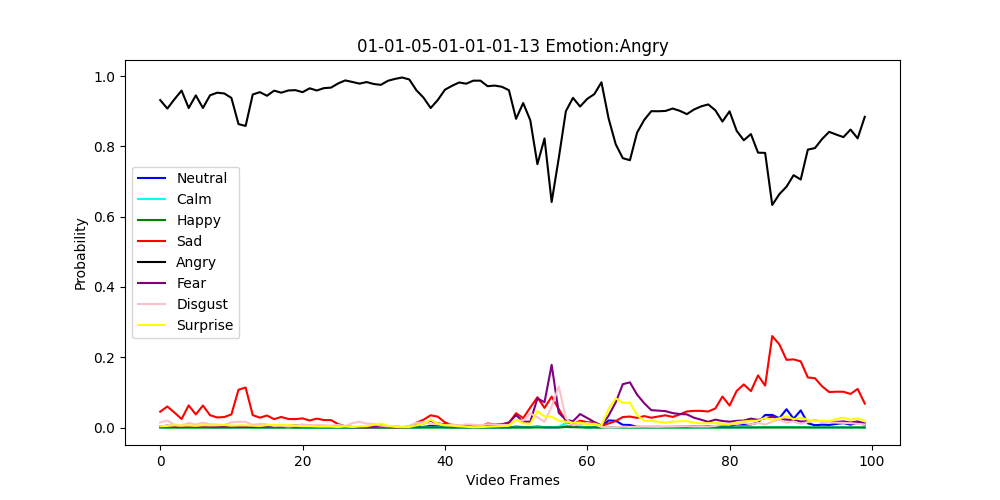 01-01-05-01-01-01-13 Emotion:Angry
1.0
0.8
0.6
0.4
0.2
0.0
Probability
Neutral
Calm
Happy
Sad
Angry
Fear
Disgust
Surprise
0 20 40 60 80 100
Video Frames